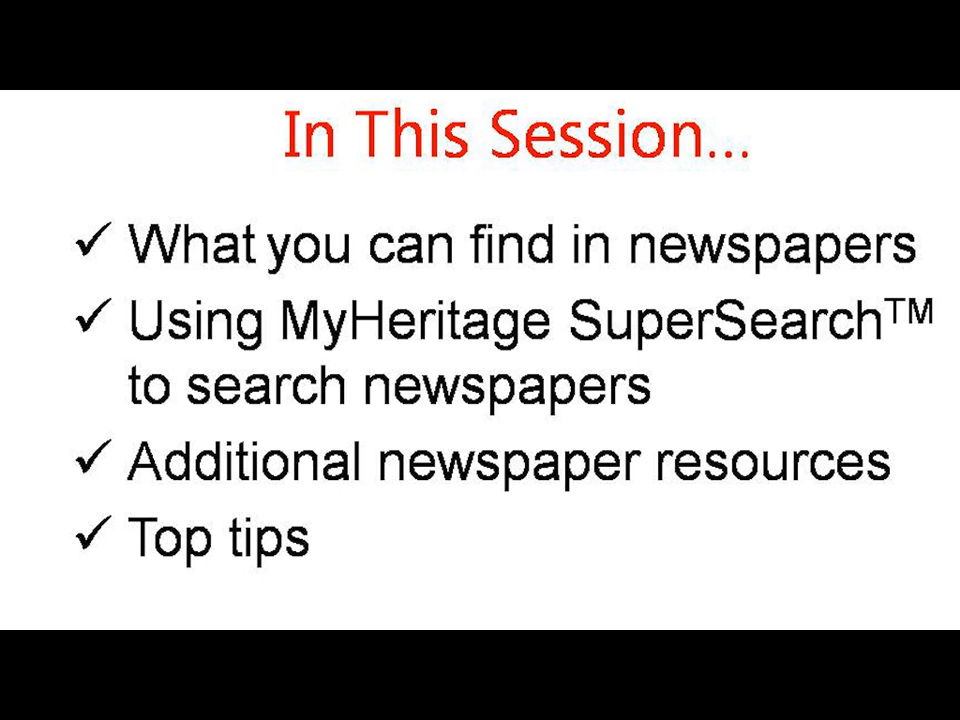 In This Session...
✓ What you can find in newspapers
✓ Using MyHeritage SuperSearch™
to search newspapers
✓ Additional newspaper resources
✓ Top tips